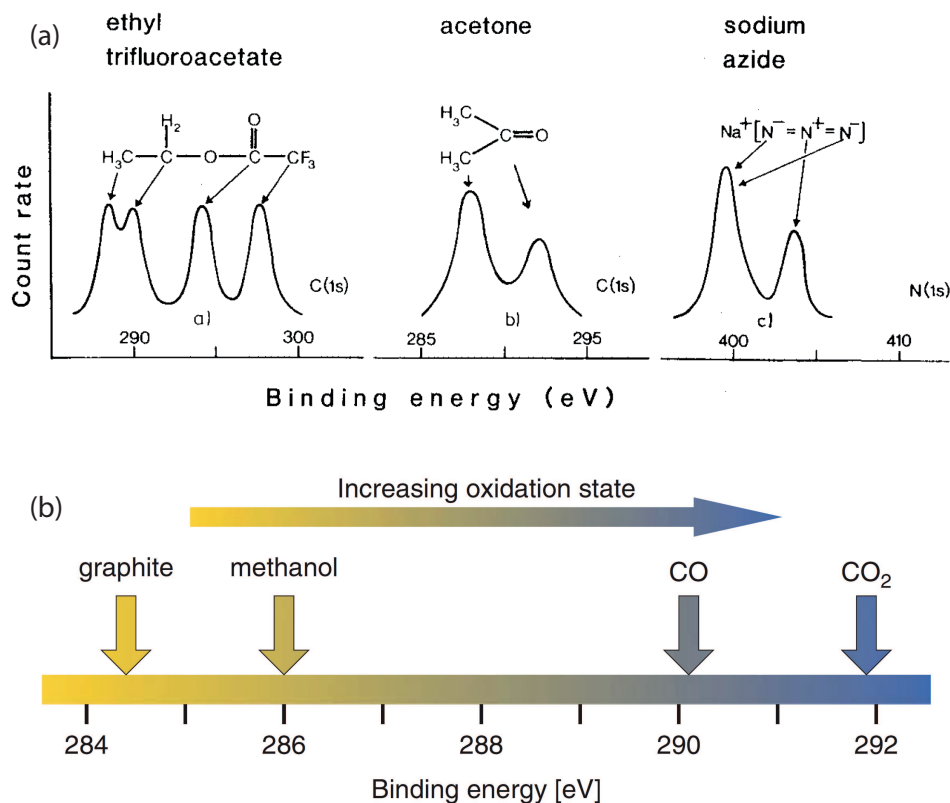 (a)
ethyl
trifluoroacetate
acetone
sodium
azide
H₂
O
H₃C
C
O
C
CF₃
H₃C
C=O
H₃C
Na⁺[N⁻=N⁺=N⁻]
Count rate
a)
C(1s)
b)
C(1s)
c)
N(1s)
290
300
285
295
400
410
Binding energy (eV)
(b)
Increasing oxidation state
graphite
methanol
CO
CO₂
284
286
288
290
292
Binding energy [eV]